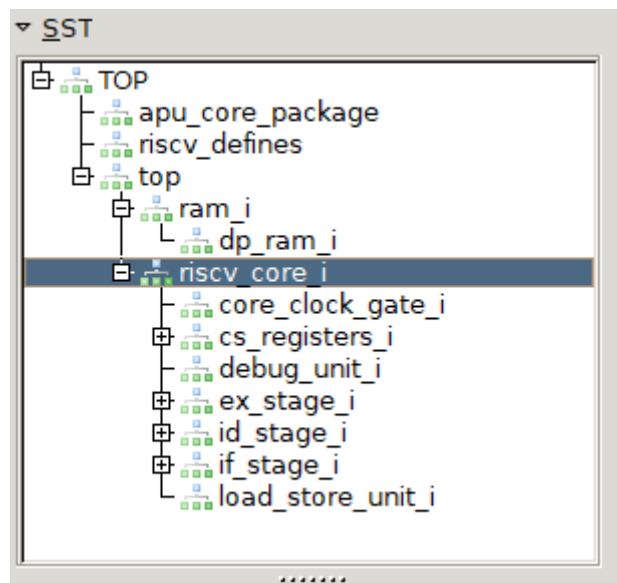 SST
TOP
apu_core_package
riscv_defines
top
ram_i
dp_ram_i
riscv_core_i
core_clock_gate_i
cs_registers_i
debug_unit_i
ex_stage_i
id_stage_i
if_stage_i
load_store_unit_i